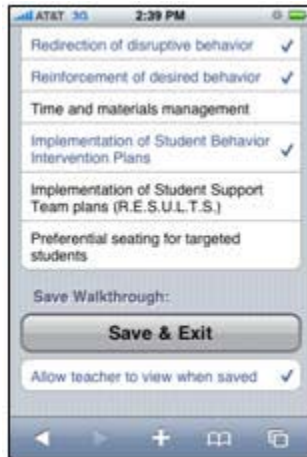 AT&T 3G 2:39 PM
Redirection of disruptive behavior
Reinforcement of desired behavior
Time and materials management
Implementation of Student Behavior
Intervention Plans
Implementation of Student Support
Team plans (R.E.S.U.L.T.S.)
Preferential seating for targeted
students
Save Walkthrough:
Save & Exit
Allow teacher to view when saved